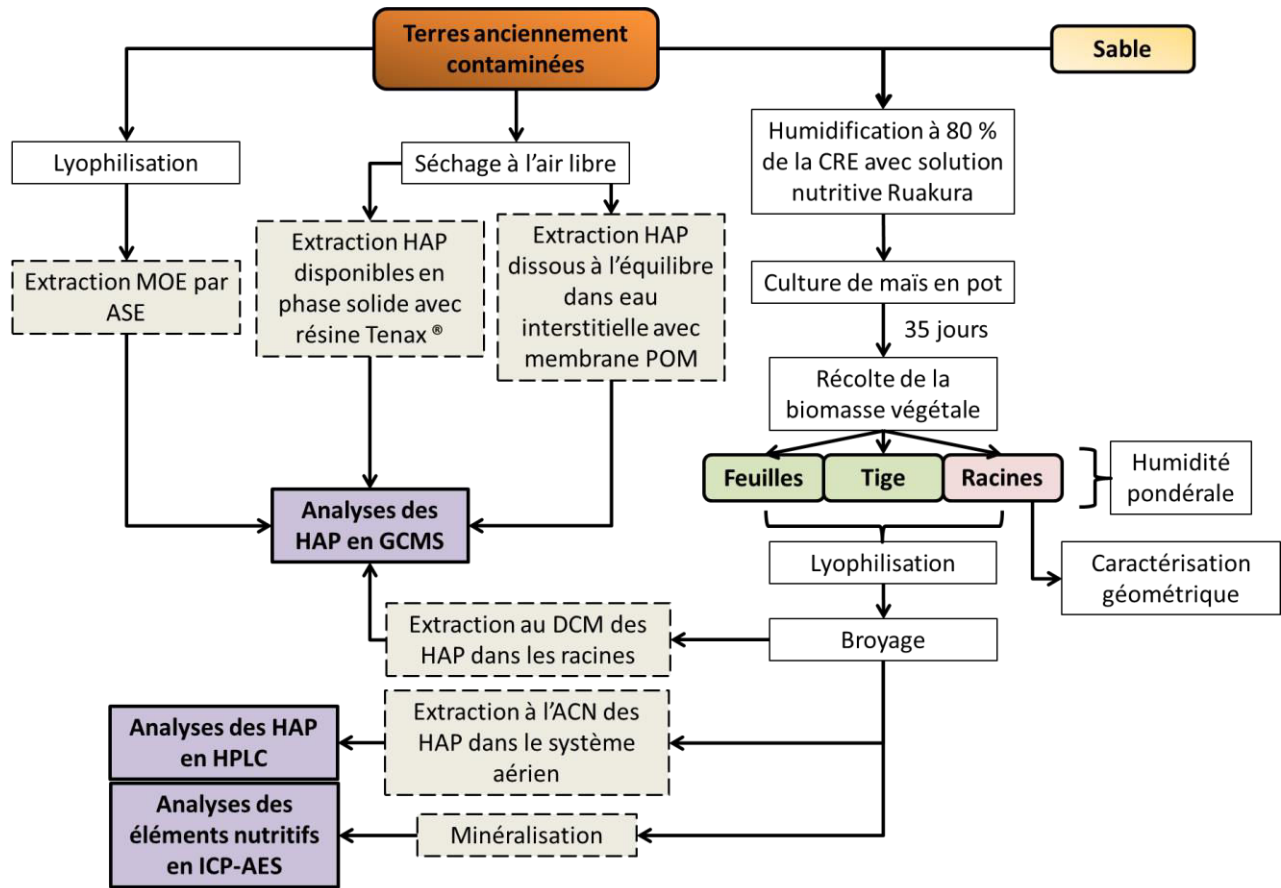 Terres anciennement
contaminées
Sable
Lyophilisation
Séchage à l'air libre
Humidification à 80 %
de la CRE avec solution
nutritive Ruakura
Extraction MOE par
ASE
Extraction HAP
disponibles en
phase solide avec
résine Tenax ®
Extraction HAP
dissous à l'équilibre
dans eau
interstitielle avec
membrane POM
Culture de maïs en pot
35 jours
Récolte de la
biomasse végétale
Feuilles
Tige
Racines
Humidité
pondérale
Analyses des
HAP en GCMS
Lyophilisation
Caractérisation
géométrique
Extraction au DCM des
HAP dans les racines
Broyage
Analyses des HAP
en HPLC
Extraction à l'ACN des
HAP dans le système
aérien
Analyses des
éléments nutritifs
en ICP-AES
Minéralisation